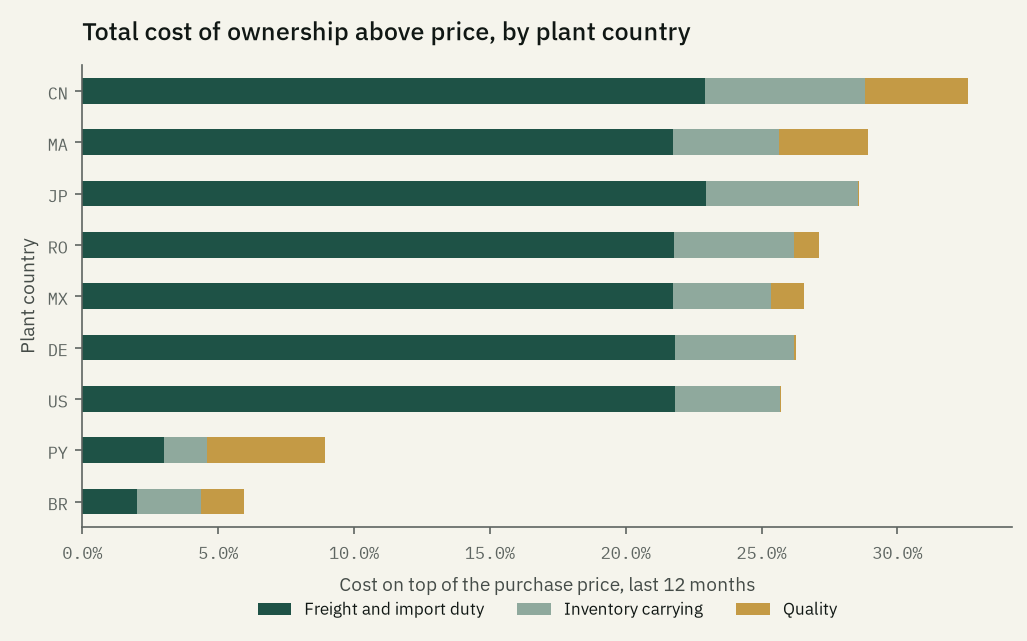 Total cost of ownership above price, by plant country
Plant country
CN
MA
JP
RO
MX
DE
US
PY
BR
0.0% 5.0% 10.0% 15.0% 20.0% 25.0% 30.0%
Cost on top of the purchase price, last 12 months
Freight and import duty Inventory carrying Quality